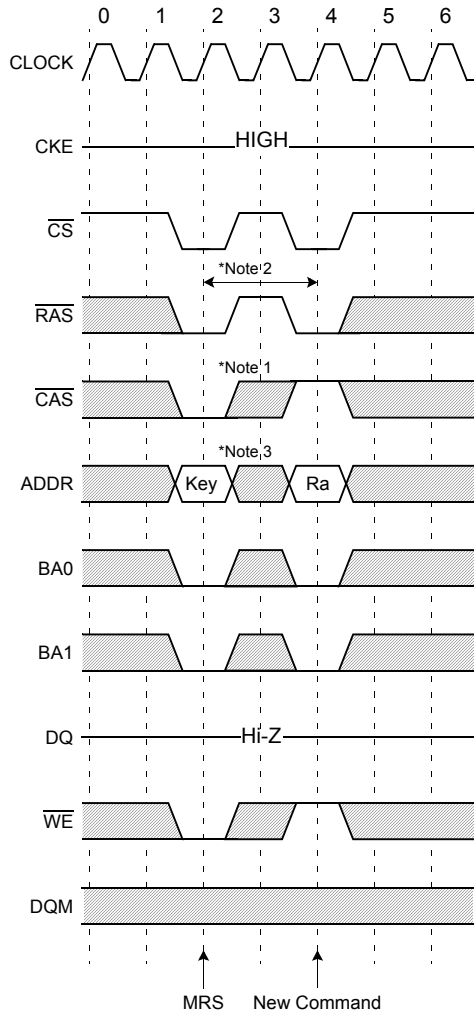 0 1 2 3 4 5 6
CLOCK
CKE HIGH
CS
*Note 2
RAS
*Note 1
CAS
*Note 3
ADDR Key Ra
BA0
BA1
DQ Hi-Z
WE
DQM
MRS New Command